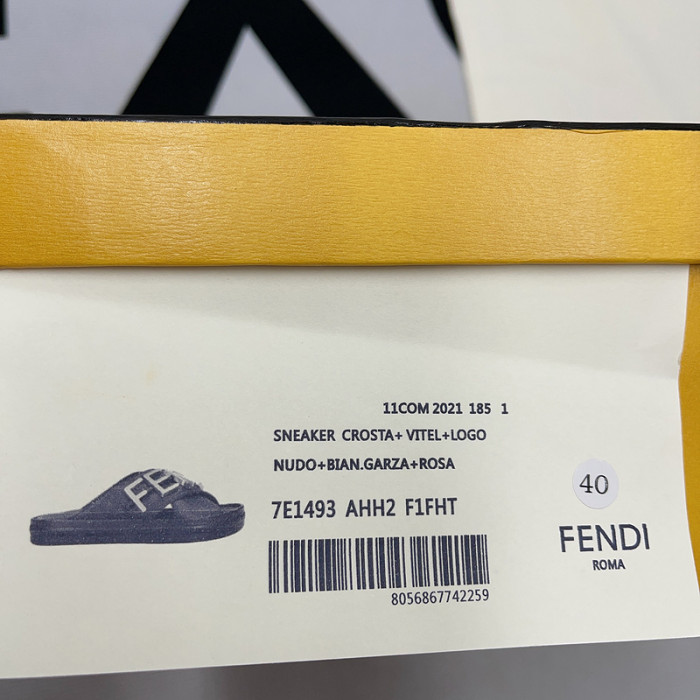 11COM 2021 185 1
SNEAKER CROSTA+ VITEL+LOGO
NUDO+BIAN.GARZA+ROSA
7E1493 AHH2 F1FHT
8056867742259
40
FENDI
ROMA